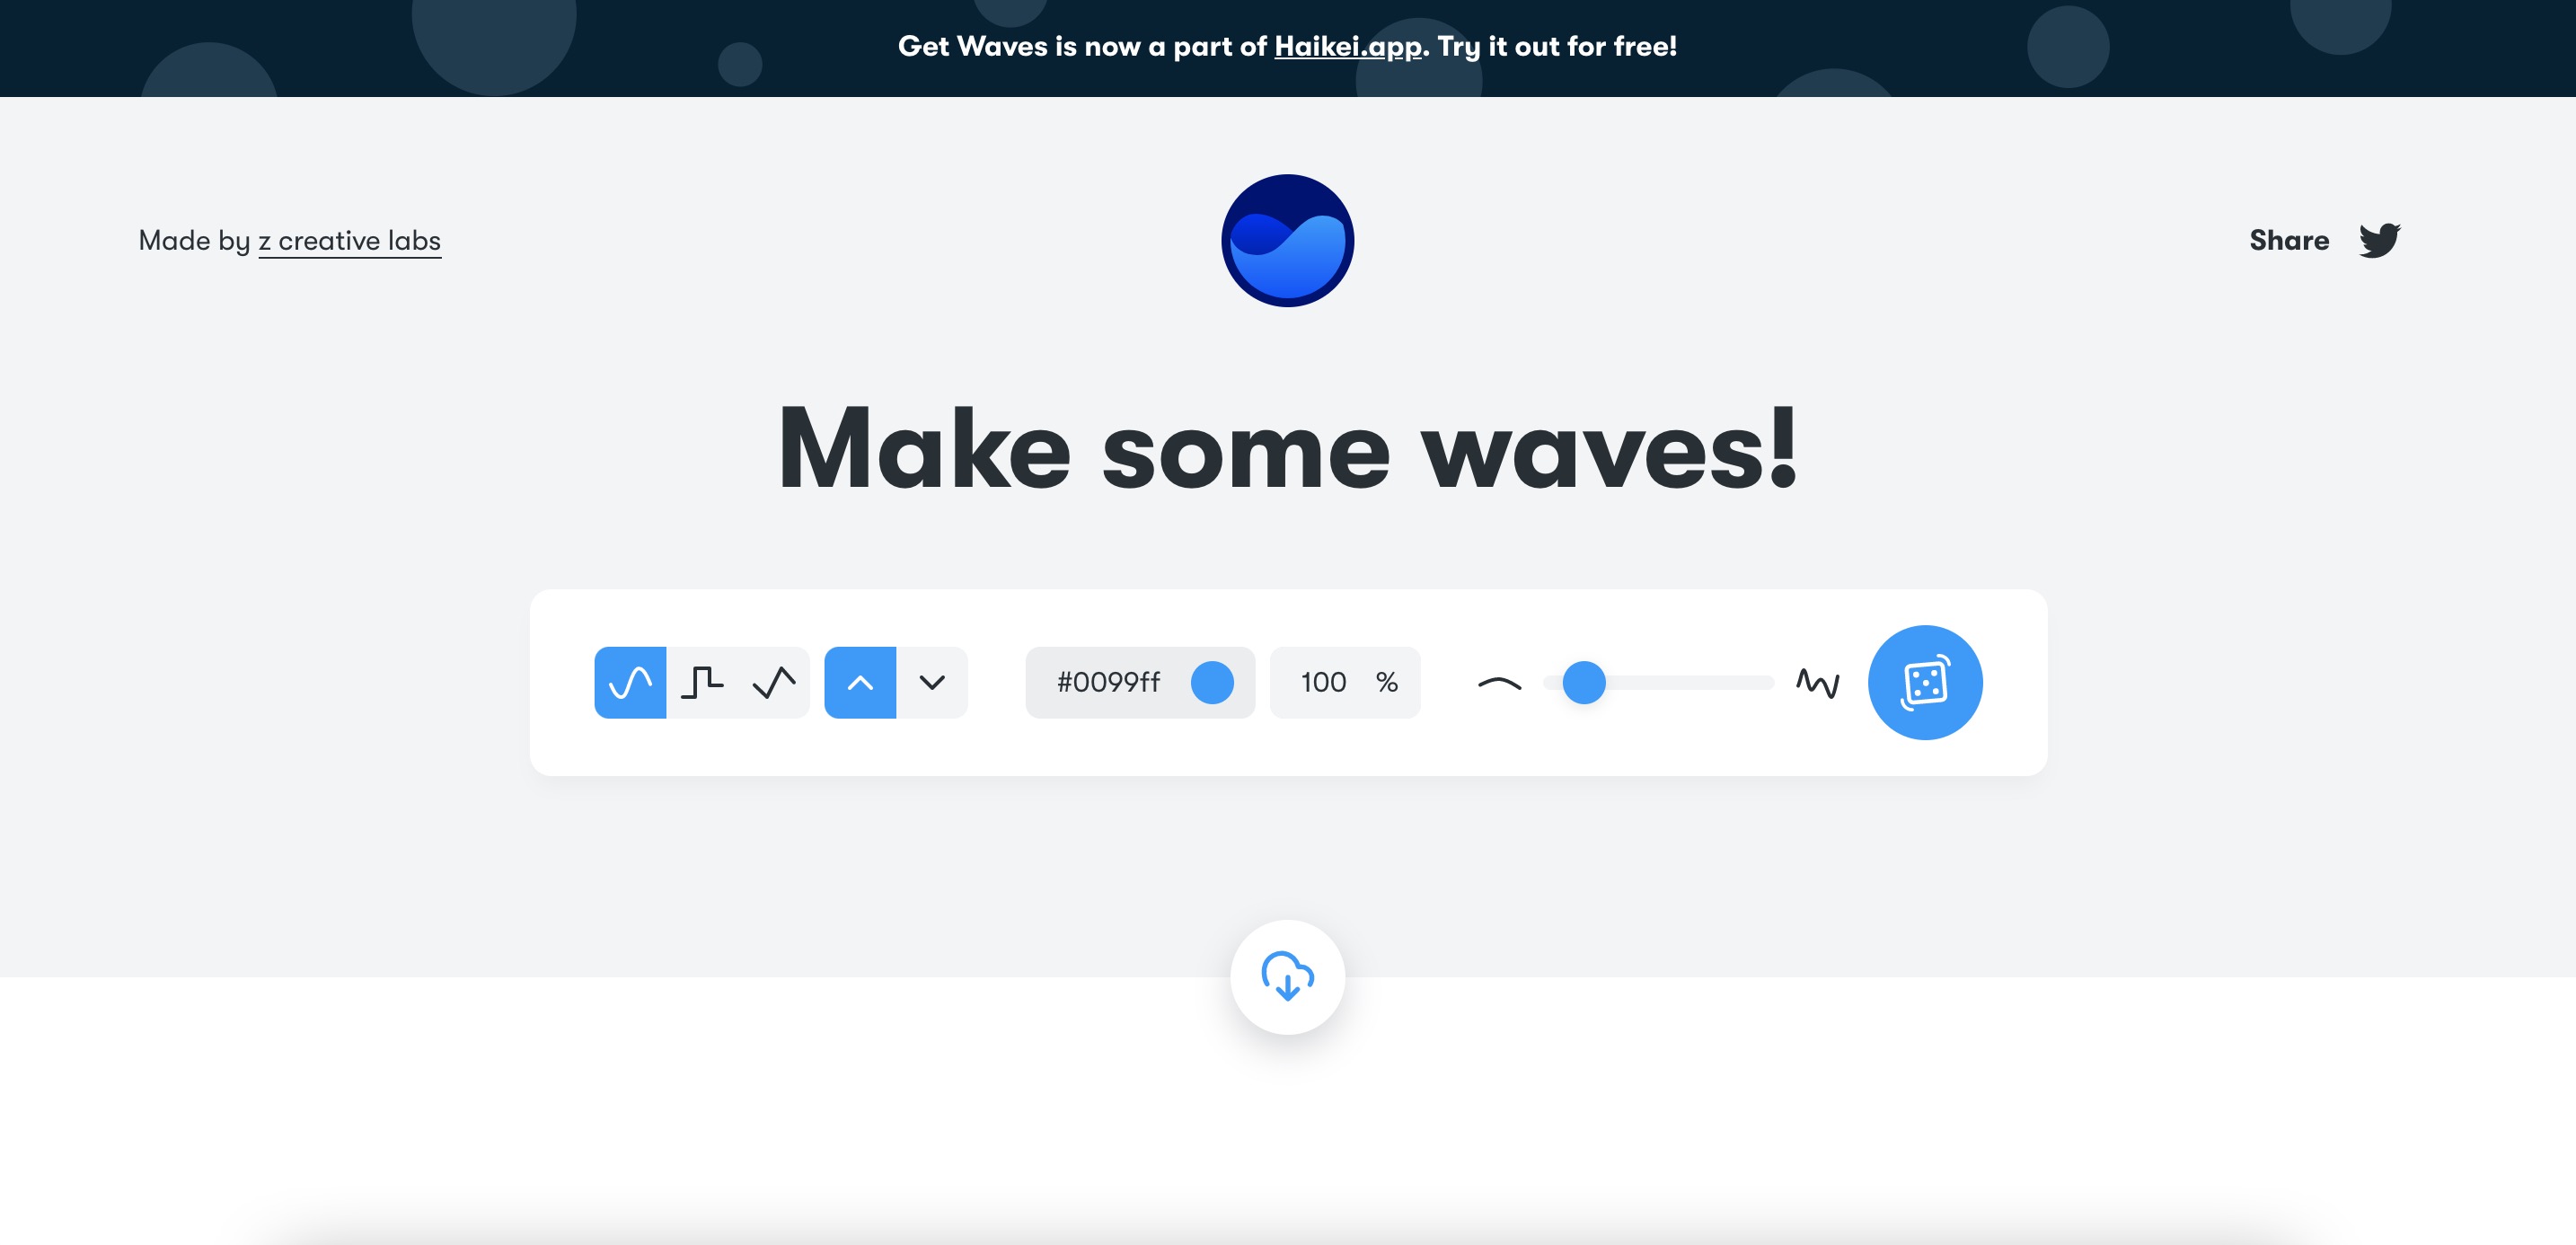 Get Waves is now a part of Haikei.app. Try it out for free!
Made by z creative labs
Share
Make some waves!
#0099ff
100 %